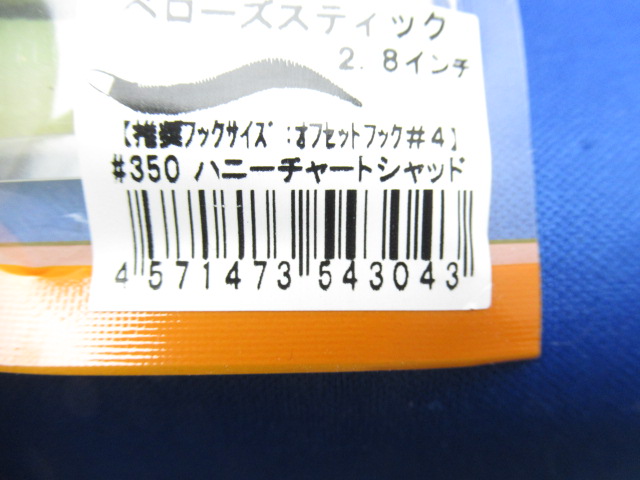 ベローズスティック
2.8インチ
【推奨フックサイズ:オフセットフック#4】
#350 ハニーチャートシャッド
4 571473 543043